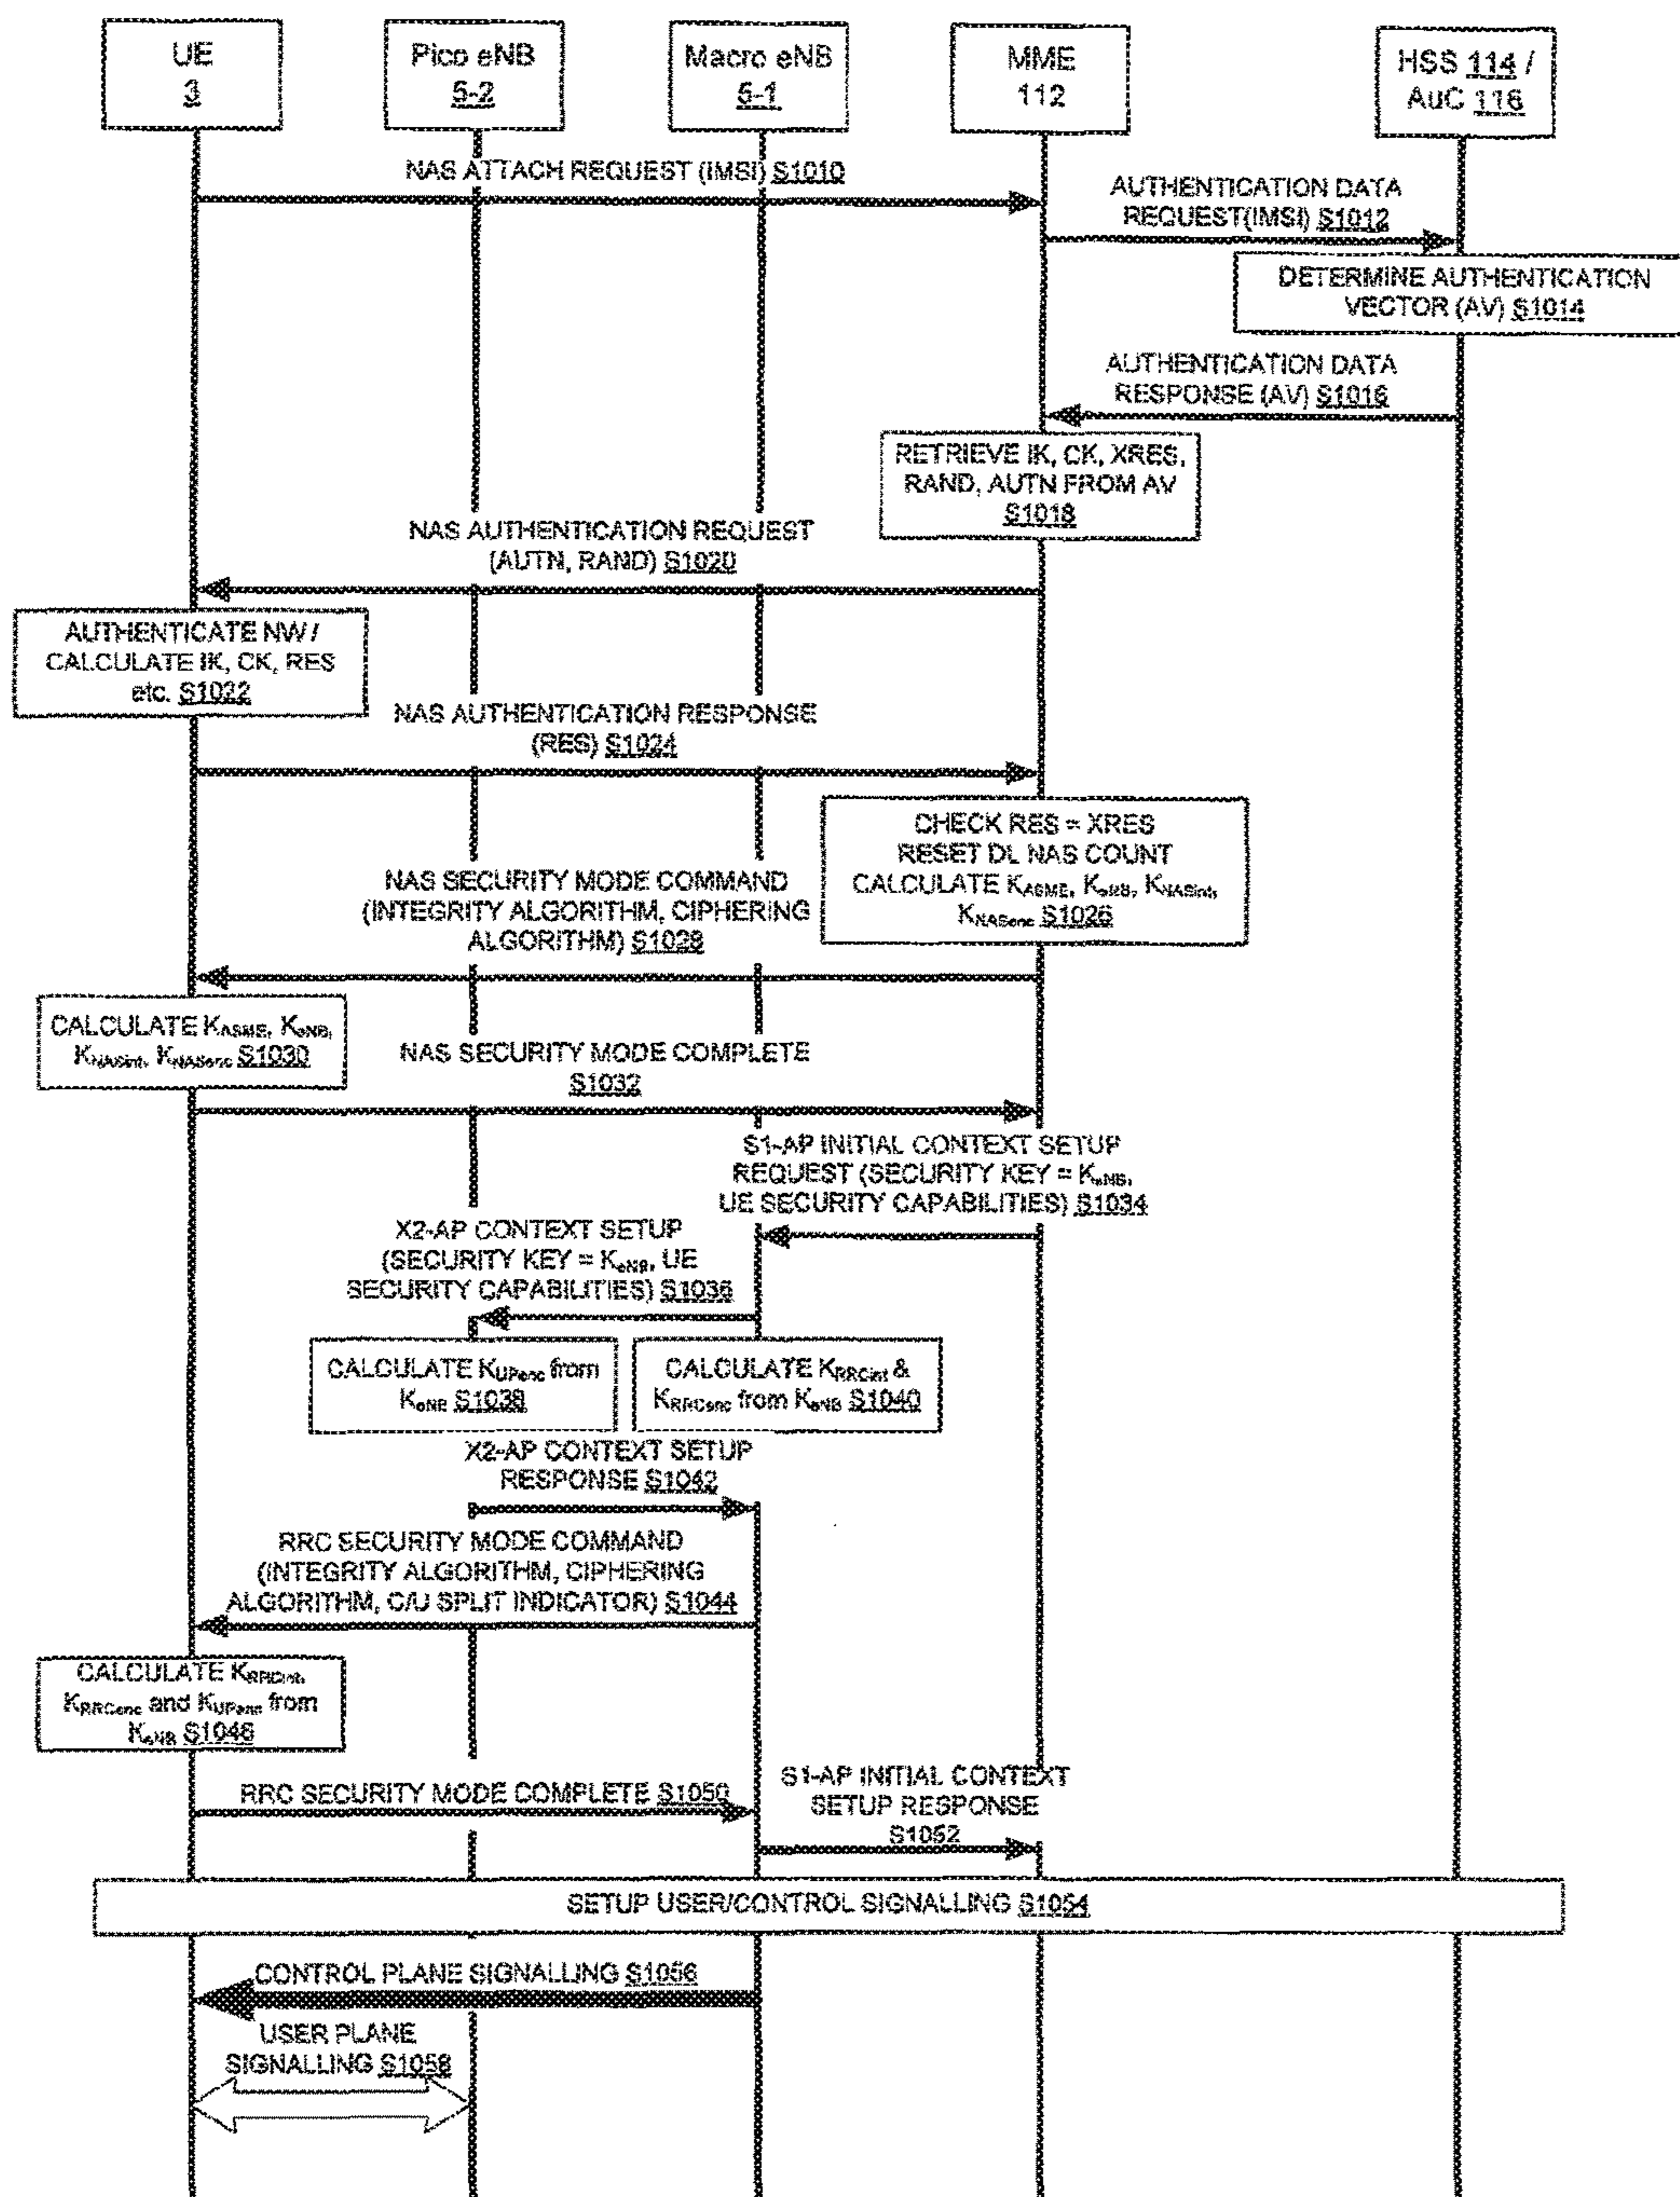 UE
3
Pico eNB
5-2
Macro eNB
5-1
MME
112
HSS 114 /
AuC 116
NAS ATTACH REQUEST (IMSI) S1010
AUTHENTICATION DATA
REQUEST(IMSI) S1012
DETERMINE AUTHENTICATION
VECTOR (AV) S1014
AUTHENTICATION DATA
RESPONSE (AV) S1016
RETRIEVE IK, CK, XRES,
RAND, AUTN FROM AV
S1018
NAS AUTHENTICATION REQUEST
(AUTN, RAND) S1020
AUTHENTICATE NW /
CALCULATE IK, CK, RES
etc. S1022
NAS AUTHENTICATION RESPONSE
(RES) S1024
CHECK RES = XRES
RESET DL NAS COUNT
CALCULATE KASME, KeNB, KNASint,
KNASenc S1026
NAS SECURITY MODE COMMAND
(INTEGRITY ALGORITHM, CIPHERING
ALGORITHM) S1028
CALCULATE KASME, KeNB,
KNASint, KNASenc S1030
NAS SECURITY MODE COMPLETE
S1032
S1-AP INITIAL CONTEXT SETUP
REQUEST (SECURITY KEY = KeNB,
UE SECURITY CAPABILITIES) S1034
X2-AP CONTEXT SETUP
(SECURITY KEY = KeNB, UE
SECURITY CAPABILITIES) S1036
CALCULATE KUPenc from
KeNB S1038
CALCULATE KRRCint &
KRRCenc from KeNB S1040
X2-AP CONTEXT SETUP
RESPONSE S1042
RRC SECURITY MODE COMMAND
(INTEGRITY ALGORITHM, CIPHERING
ALGORITHM, C/U SPLIT INDICATOR) S1044
CALCULATE KRRCint,
KRRCenc and KUPenc from
KeNB S1046
RRC SECURITY MODE COMPLETE S1050
S1-AP INITIAL CONTEXT
SETUP RESPONSE
S1052
SETUP USER/CONTROL SIGNALLING S1054
CONTROL PLANE SIGNALLING S1056
USER PLANE
SIGNALLING S1058